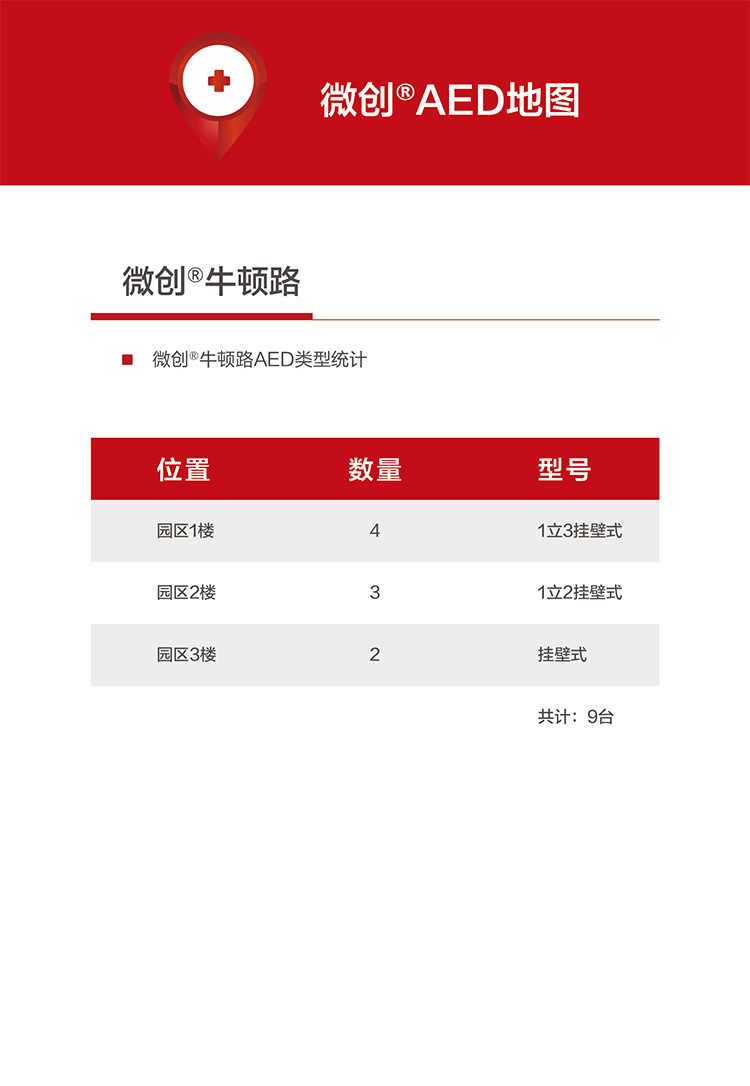 微创®AED地图
微创®牛顿路
微创®牛顿路AED类型统计
位置 数量 型号
园区1楼 4 1立3挂壁式
园区2楼 3 1立2挂壁式
园区3楼 2 挂壁式
共计：9台